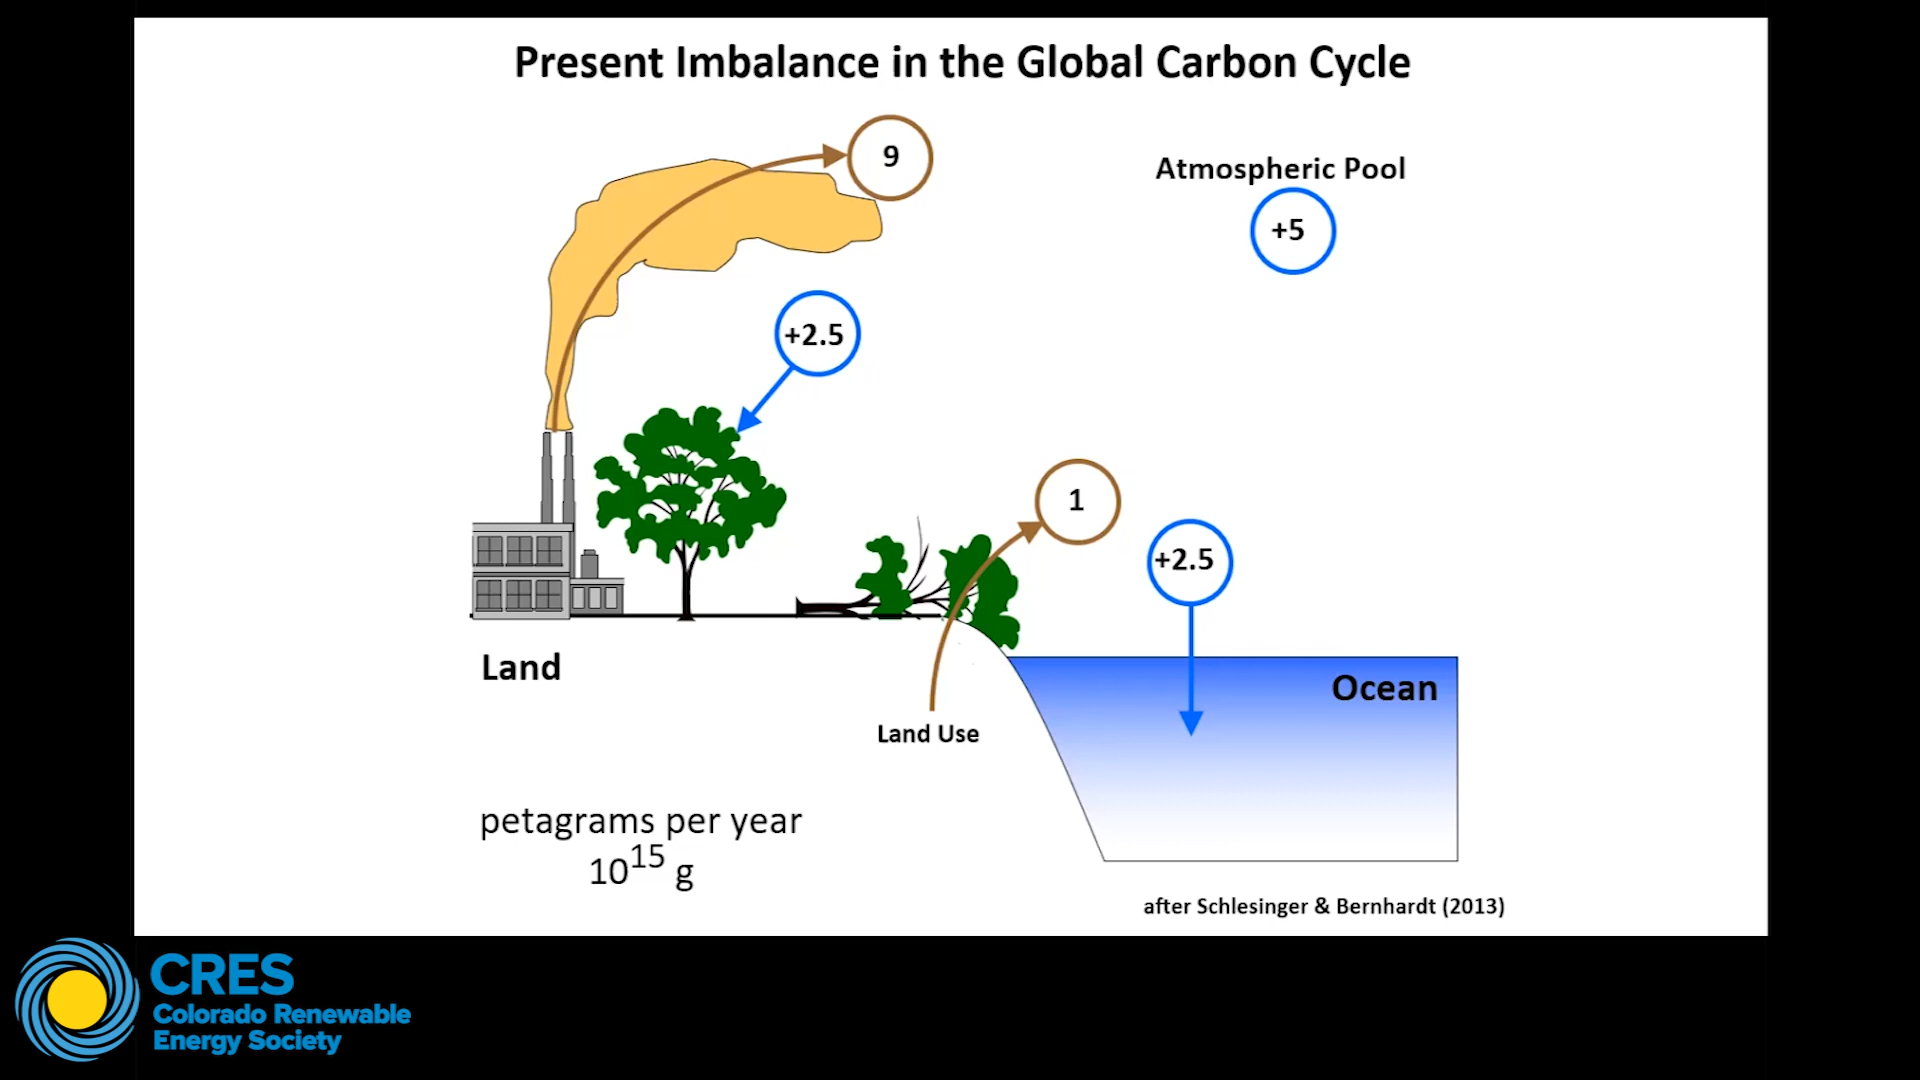 Present Imbalance in the Global Carbon Cycle
9
Atmospheric Pool
+5
+2.5
1
+2.5
Land
Ocean
Land Use
petagrams per year
10^15 g
after Schlesinger & Bernhardt (2013)
CRES
Colorado Renewable
Energy Society